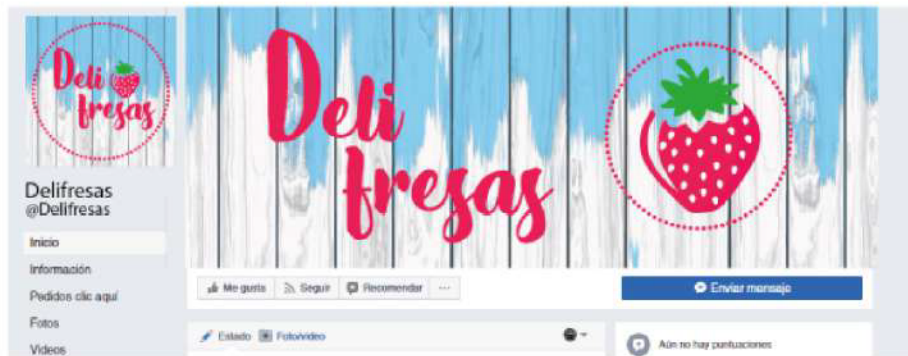 Deli
fresas
Deli
fresas
Delifresas
@Delifresas
Inicio
Información
Pedidos clic aquí
Fotos
Videos
Me gusta Seguir Recomendar ...
Enviar mensaje
Estado Foto/video
Aún no hay puntuaciones